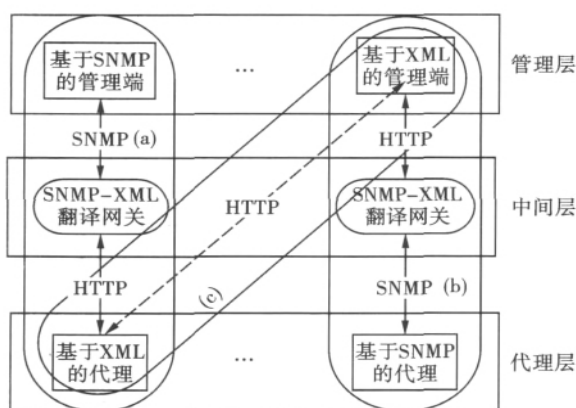 基于SNMP
的管理端
...
基于XML
的管理端
管理层
SNMP (a)
HTTP
SNMP-XML
翻译网关
HTTP
SNMP-XML
翻译网关
中间层
HTTP
(c)
SNMP (b)
基于XML
的代理
...
基于SNMP
的代理
代理层